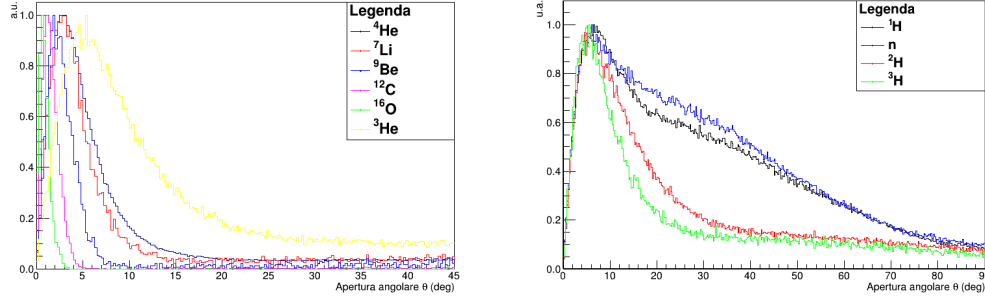 a.u.
1.0
0.8
0.6
0.4
0.2
0.0
0 5 10 15 20 25 30 35 40 45
Apertura angolare θ (deg)
Legenda
⁴He
⁷Li
⁹Be
¹²C
¹⁶O
³He
u.a.
1.0
0.8
0.6
0.4
0.2
0.0
0 10 20 30 40 50 60 70 80 90
Apertura angolare θ (deg)
Legenda
¹H
n
²H
³H